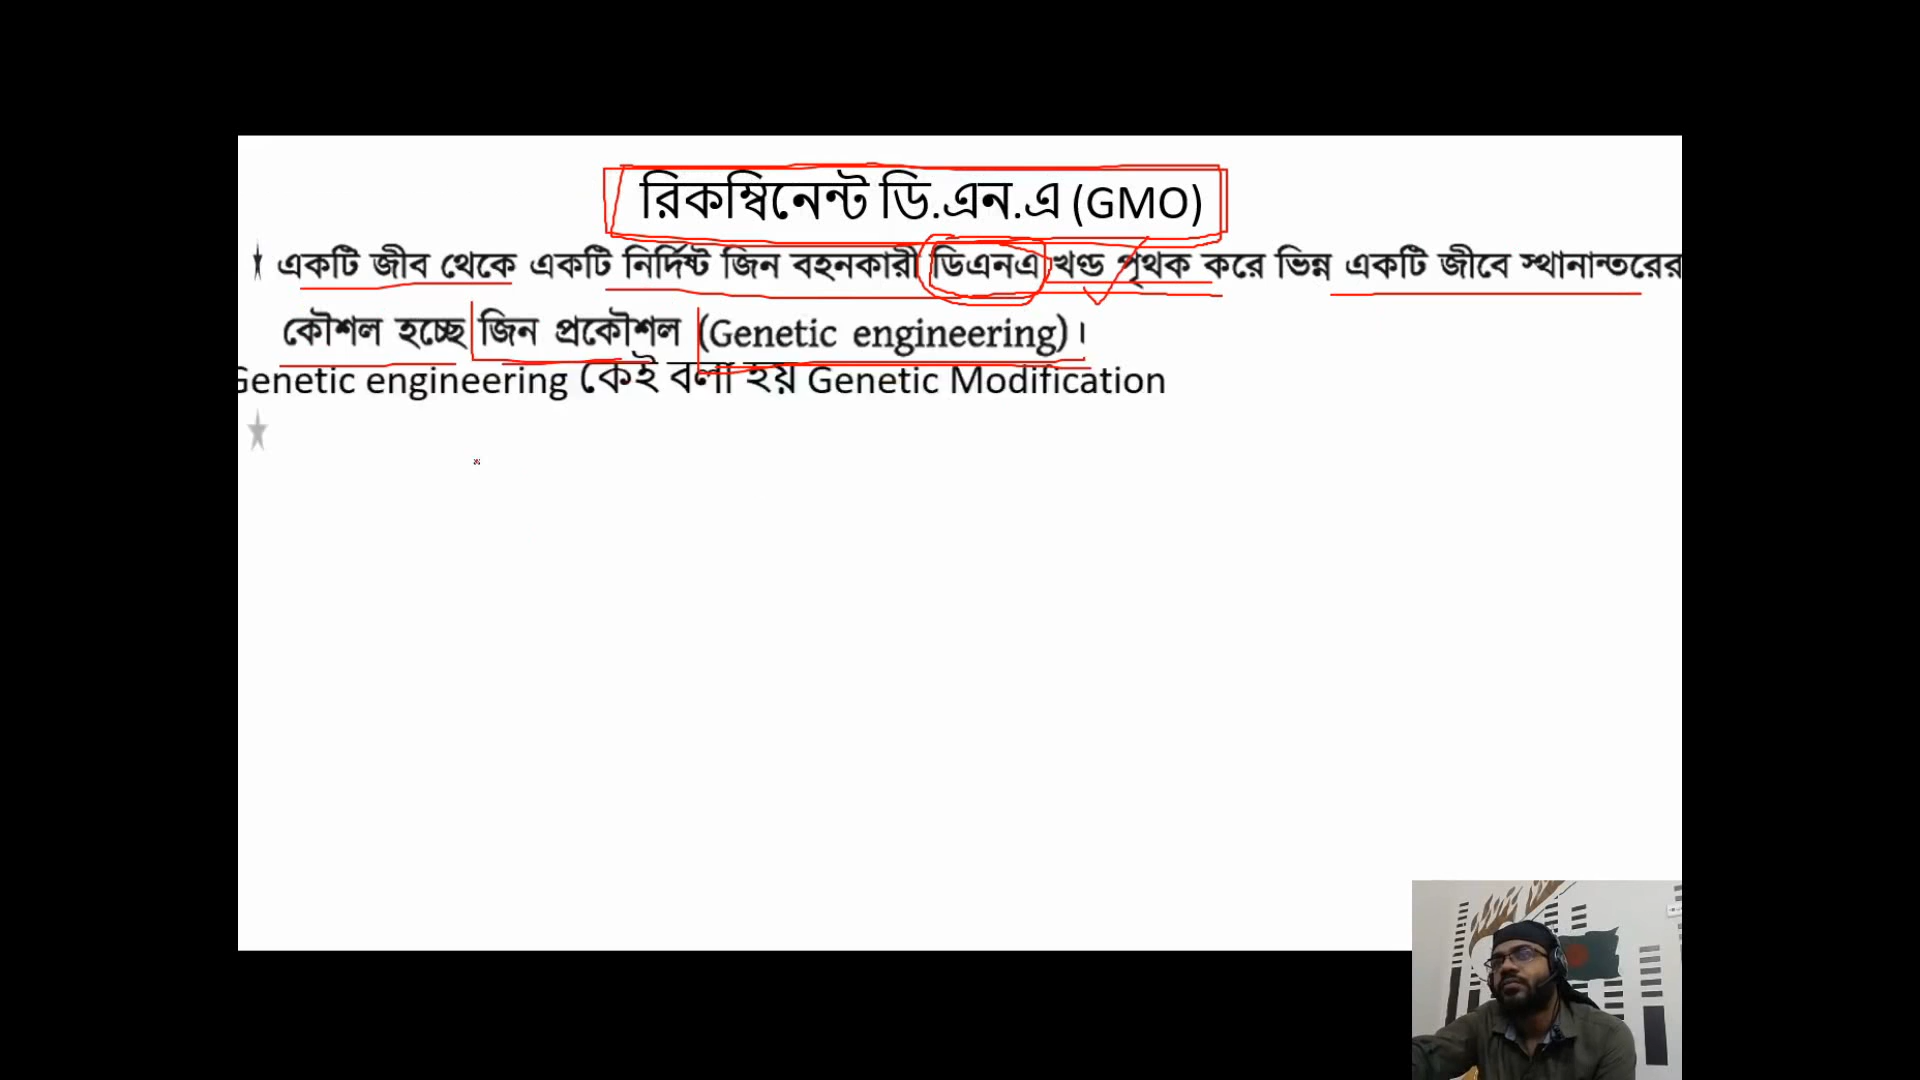 রিকম্বিনেন্ট ডি.এন.এ (GMO)
একটি জীব থেকে একটি নির্দিষ্ট জিন বহনকারী ডিএনএ খণ্ড পৃথক করে ভিন্ন একটি জীবে স্থানান্তরের
কৌশল হচ্ছে জিন প্রকৌশল (Genetic engineering)।
Genetic engineering কেই বলা হয় Genetic Modification